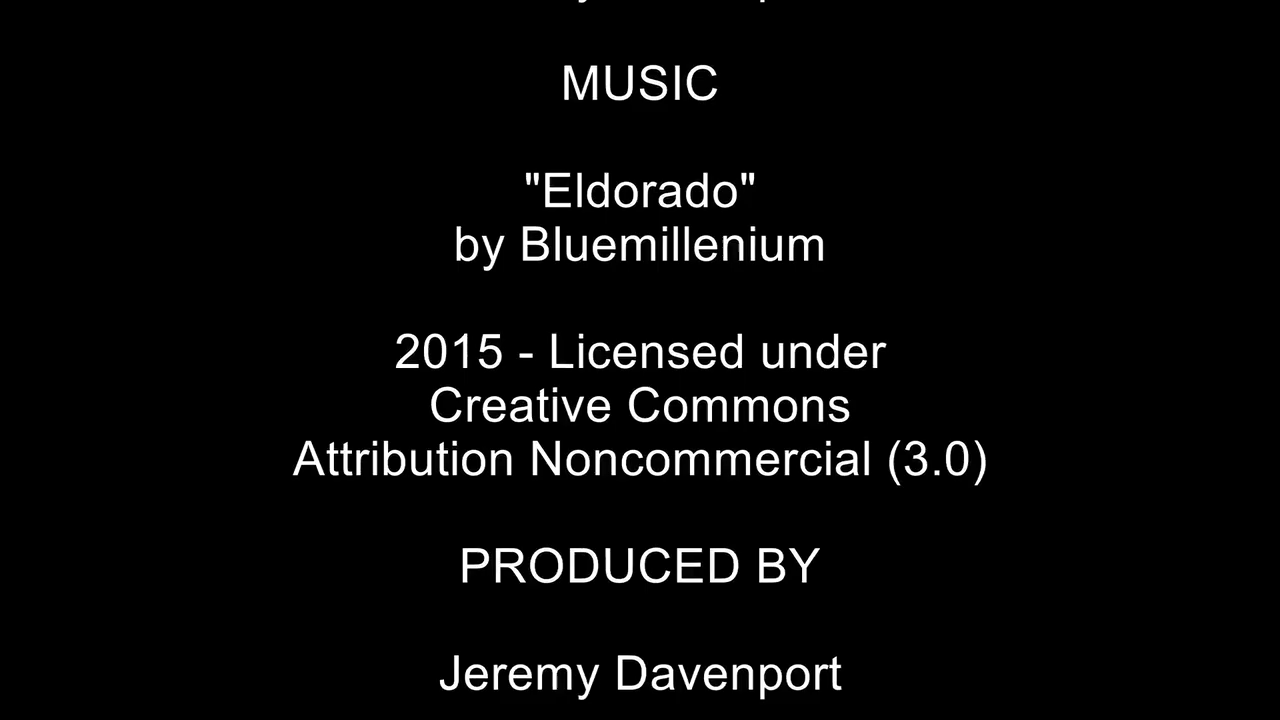 MUSIC
"Eldorado"
by Bluemillenium
2015 - Licensed under
Creative Commons
Attribution Noncommercial (3.0)
PRODUCED BY
Jeremy Davenport